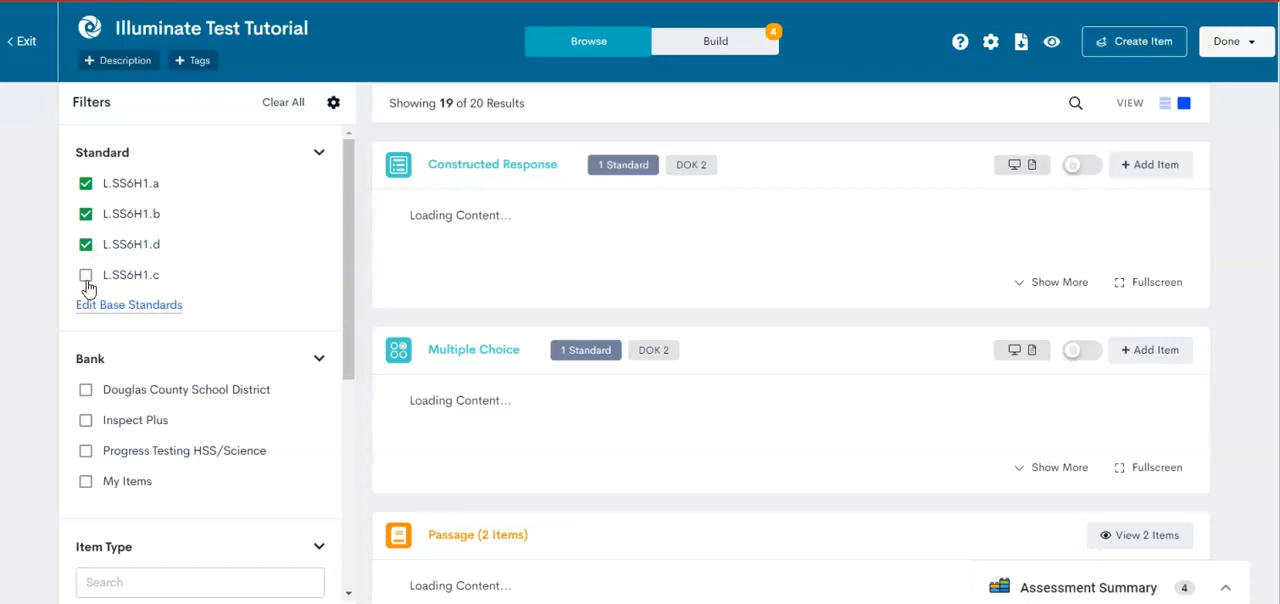 Exit
Illuminate Test Tutorial
+ Description
+ Tags
Browse
Build
4
?
Create Item
Done
Filters
Clear All
Standard
L.SS6H1.a
L.SS6H1.b
L.SS6H1.d
L.SS6H1.c
Edit Base Standards
Bank
Douglas County School District
Inspect Plus
Progress Testing HSS/Science
My Items
Item Type
Search
Showing 19 of 20 Results
VIEW
Constructed Response
1 Standard
DOK 2
+ Add Item
Loading Content...
Show More
Fullscreen
Multiple Choice
1 Standard
DOK 2
+ Add Item
Loading Content...
Show More
Fullscreen
Passage (2 Items)
View 2 Items
Loading Content...
Assessment Summary
4